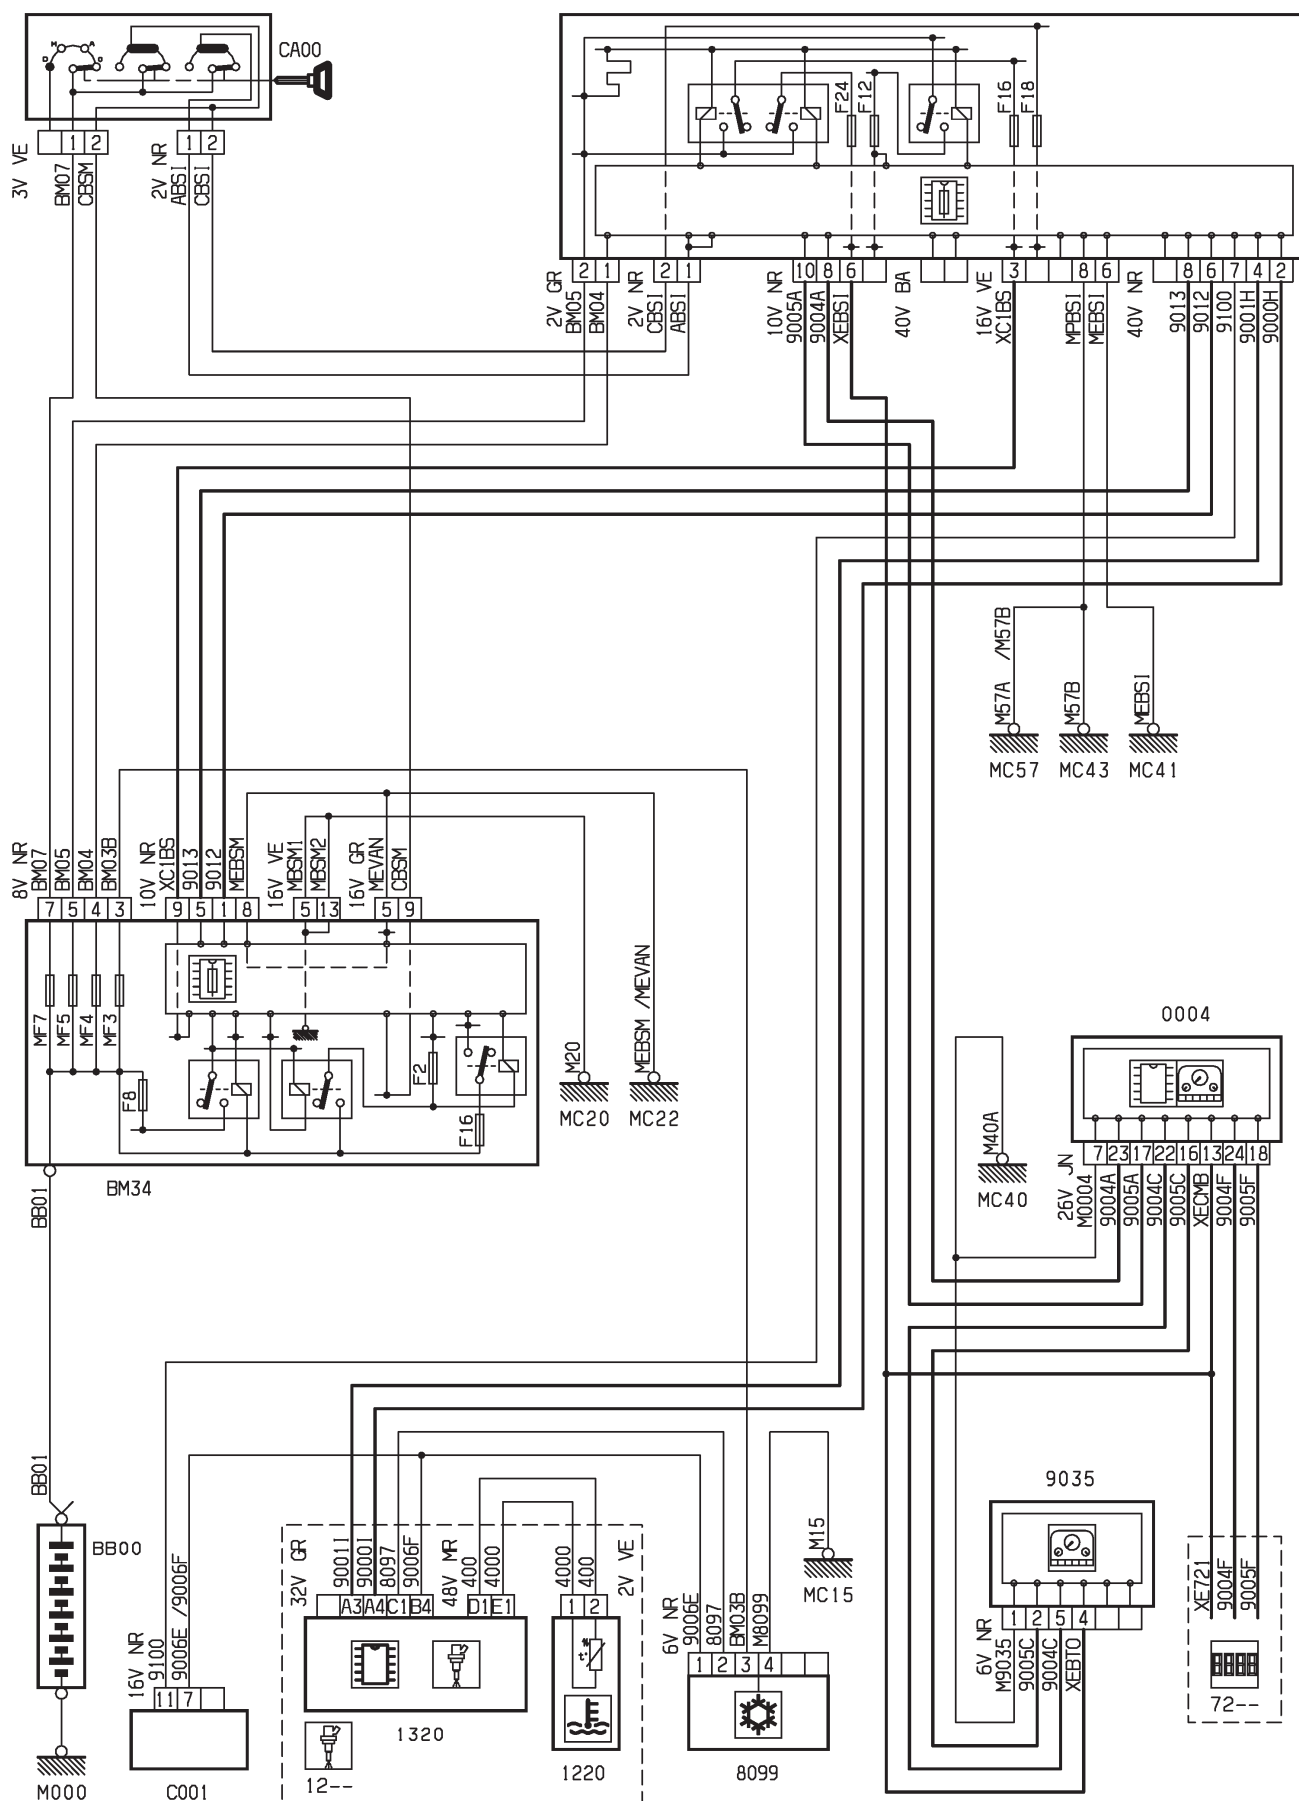 CA00
H A
D D
1 2
1 2
3V VE
BM07
CBSM
2V NR
ABSI
CBSI
F24
F12
F16
F18
2 1
2 1
10 8 6
3
8 6
8 6 7 4 2
2V GR
BM05
BM04
2V NR
CBSI
ABSI
10V NR
9005A
9004A
XEBSI
40V BA
16V VE
XC1BS
MPBSI
MEBSI
40V NR
9013
9012
9100
9001H
9000H
M57A /M57B
M57B
MEBSI
MC57
MC43
MC41
8V NR
BM07
BM05
BM04
BM03B
10V NR
XC1BS
9013
9012
MEBSM
16V VE
MBSM1
MBSM2
16V GR
MEVAN
CBSM
7 5 4 3
9 5 1 8
5 13
5 9
MF7
MF5
MF4
MF3
F8
F2
F16
M20
MEBSM /MEVAN
MC20
MC22
BM34
BB01
0004
7 23 17 22 16 13 24 18
26V JN
M0004
9004A
9005A
9004C
9005C
XECMB
9004F
9005F
M40A
MC40
BB01
BB00
M000
16V NR
9100
9006E /9006F
11 7
C001
32V GR
9001I
9000I
8097
9006F
48V MR
400
4000
4000
400
2V VE
A3 A4 C1 B4
D1 E1
1 2
t°
1320
12--
1220
6V NR
9006E
8097
BM03B
M8099
1 2 3 4
8099
M15
MC15
9035
1 2 5 4
6V NR
M9035
9005C
9004C
XEBTO
XE721
9004F
9005F
72--